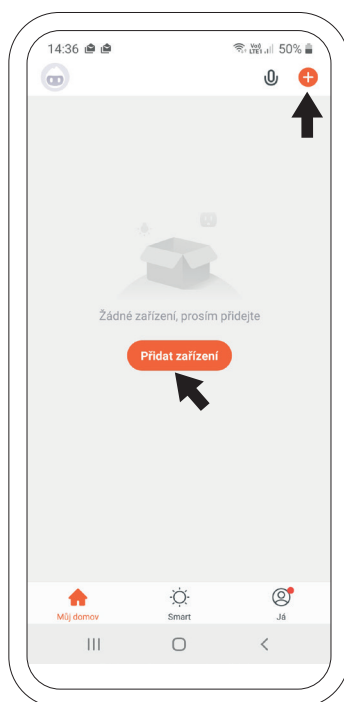 14:36 50%
Žádné zařízení, prosím přidejte
Přidat zařízení
Můj domov Smart Já